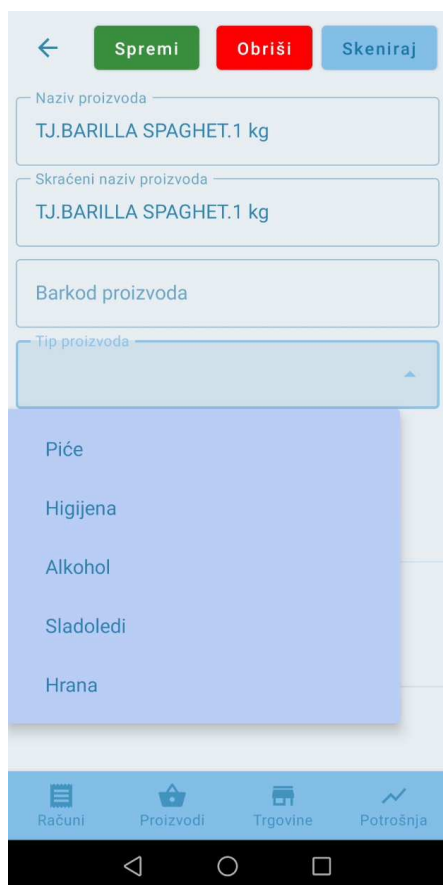 Spremi Obriši Skeniraj
Naziv proizvoda
TJ.BARILLA SPAGHET.1 kg
Skraćeni naziv proizvoda
TJ.BARILLA SPAGHET.1 kg
Barkod proizvoda
Tip proizvoda
Piće
Higijena
Alkohol
Sladoledi
Hrana
Računi Proizvodi Trgovine Potrošnja